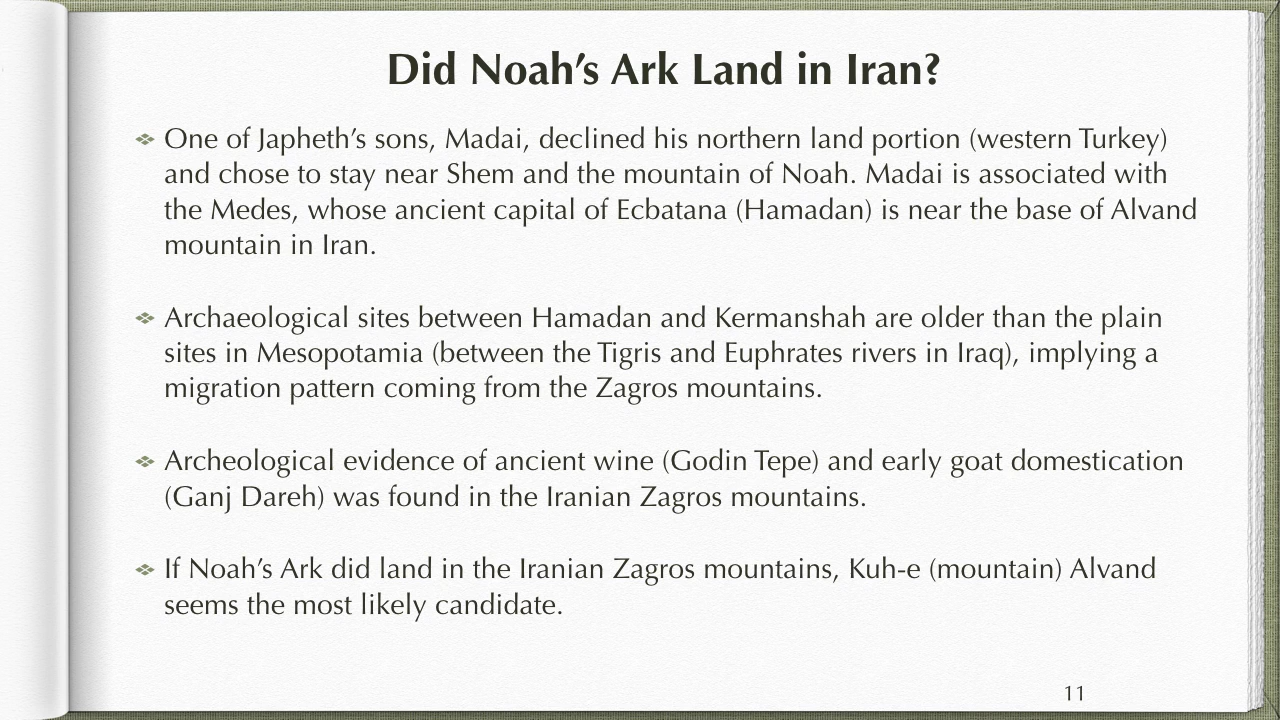 Did Noah’s Ark Land in Iran?
One of Japheth’s sons, Madai, declined his northern land portion (western Turkey)
and chose to stay near Shem and the mountain of Noah. Madai is associated with
the Medes, whose ancient capital of Ecbatana (Hamadan) is near the base of Alvand
mountain in Iran.
Archaeological sites between Hamadan and Kermanshah are older than the plain
sites in Mesopotamia (between the Tigris and Euphrates rivers in Iraq), implying a
migration pattern coming from the Zagros mountains.
Archeological evidence of ancient wine (Godin Tepe) and early goat domestication
(Ganj Dareh) was found in the Iranian Zagros mountains.
If Noah’s Ark did land in the Iranian Zagros mountains, Kuh-e (mountain) Alvand
seems the most likely candidate.
11